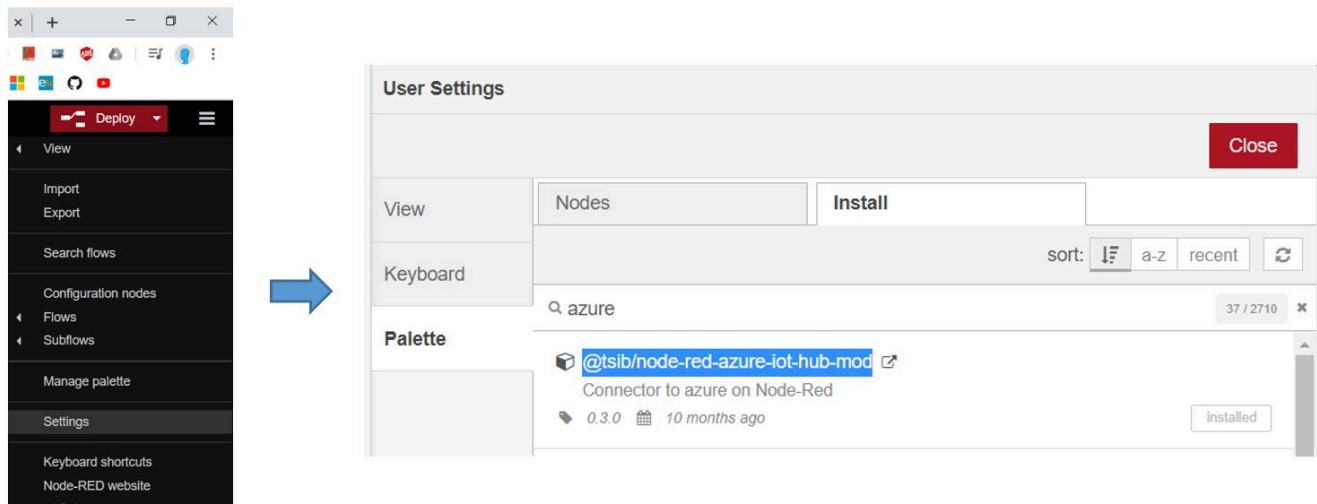 Deploy
View
Import
Export
Search flows
Configuration nodes
Flows
Subflows
Manage palette
Settings
Keyboard shortcuts
Node-RED website
User Settings
Close
View
Keyboard
Palette
Nodes
Install
sort:
a-z
recent
azure
37 / 2710
@tsib/node-red-azure-iot-hub-mod
Connector to azure on Node-Red
0.3.0
10 months ago
installed